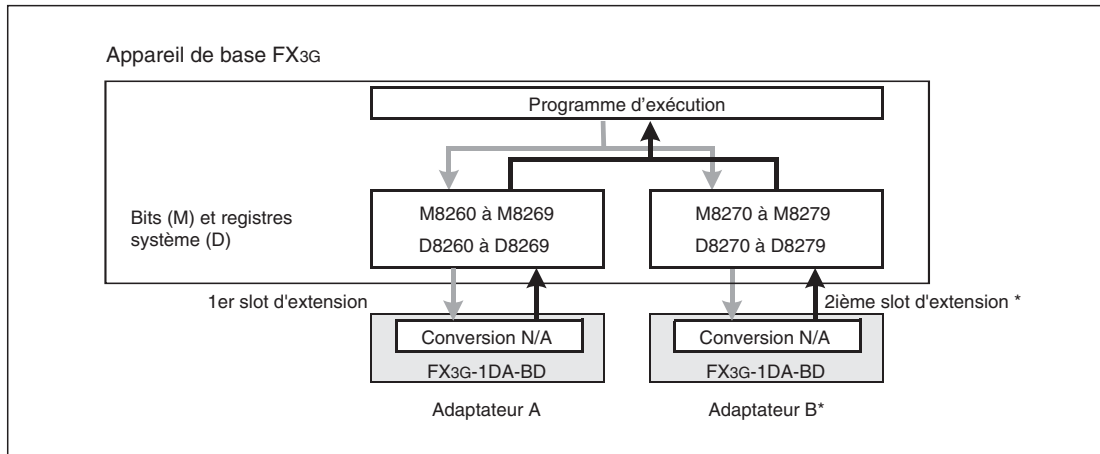 Appareil de base FX3G
Programme d'exécution
Bits (M) et registres
système (D)
M8260 à M8269
D8260 à D8269
M8270 à M8279
D8270 à D8279
1er slot d'extension
2ième slot d'extension *
Conversion N/A
FX3G-1DA-BD
Conversion N/A
FX3G-1DA-BD
Adaptateur A
Adaptateur B*